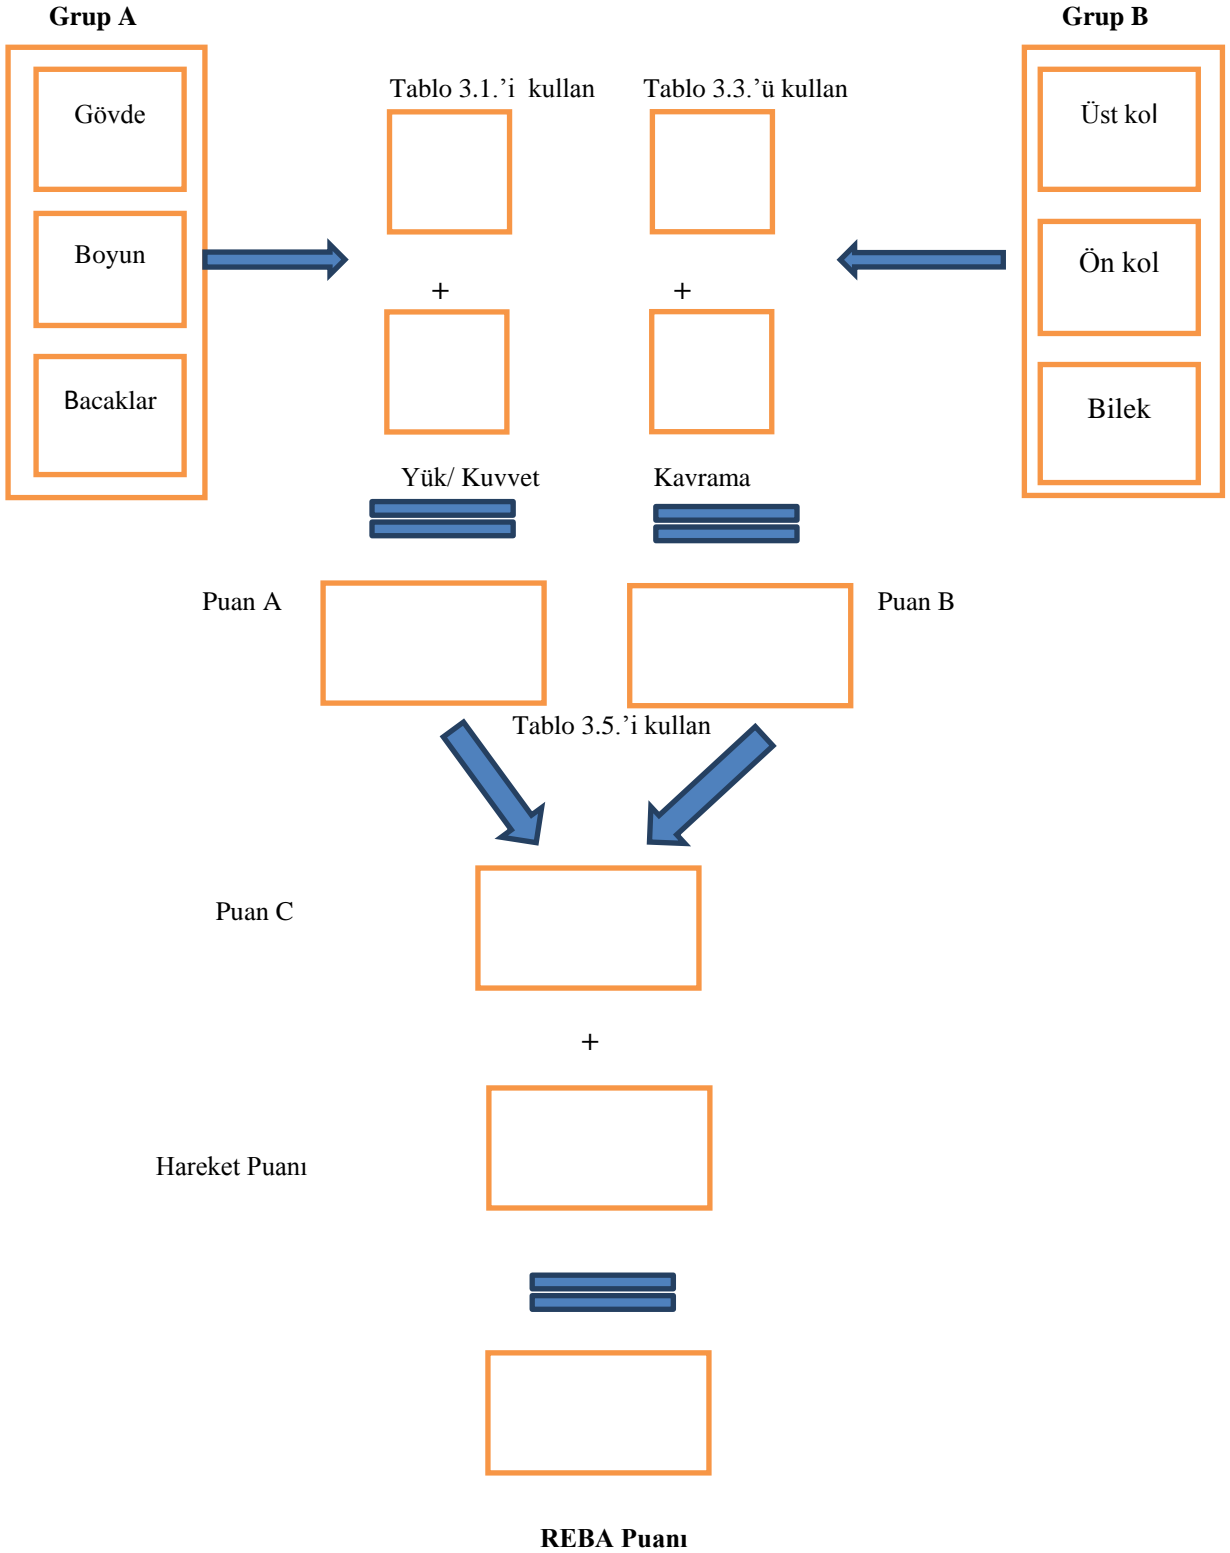 Grup A
Grup B
Tablo 3.1.'i kullan
Tablo 3.3.'ü kullan
Gövde
Üst kol
Boyun
Ön kol
+
+
Bacaklar
Bilek
Yük/ Kuvvet
Kavrama
Puan A
Puan B
Tablo 3.5.'i kullan
Puan C
+
Hareket Puanı
REBA Puanı